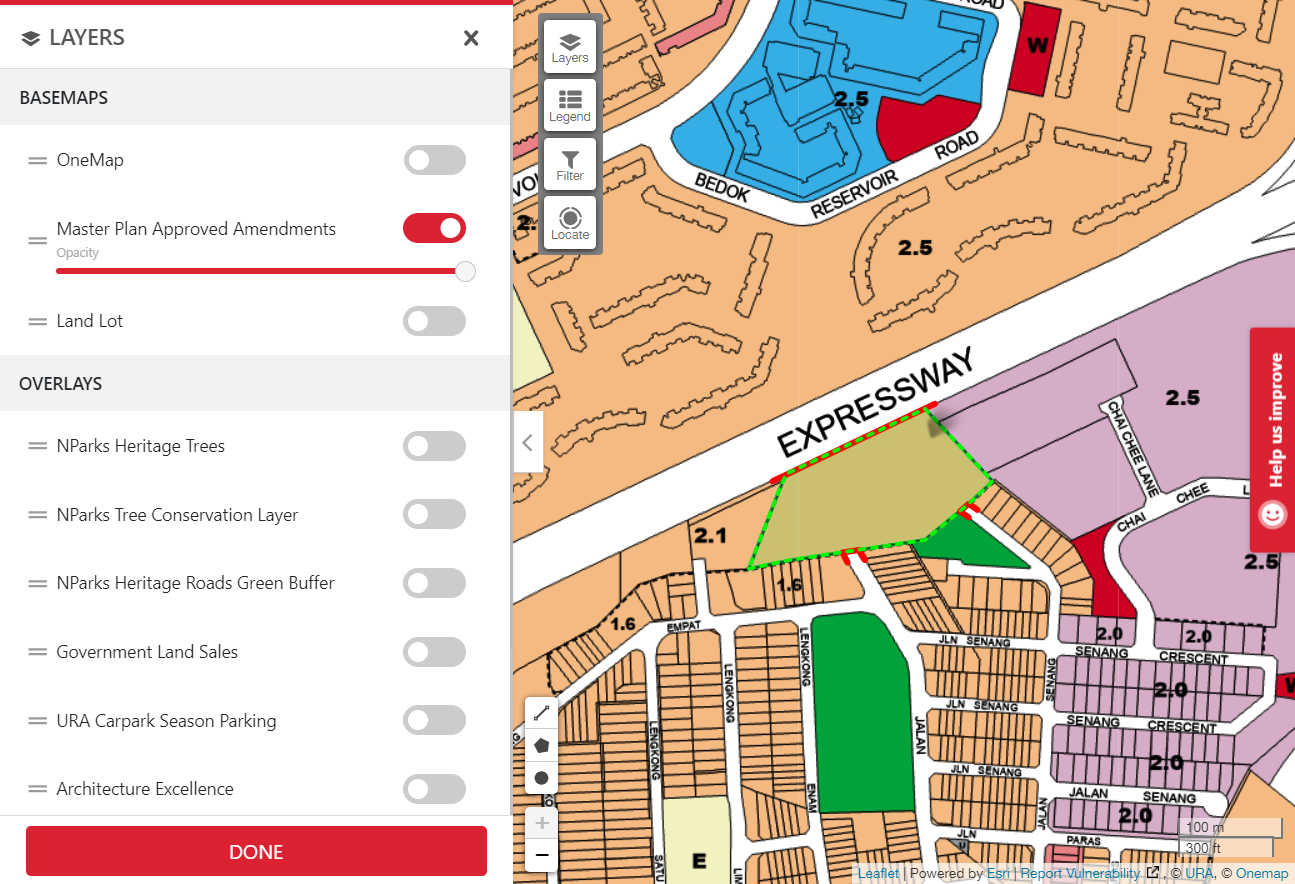 LAYERS
BASEMAPS
OneMap
Master Plan Approved Amendments
Opacity
Land Lot
OVERLAYS
NParks Heritage Trees
NParks Tree Conservation Layer
NParks Heritage Roads Green Buffer
Government Land Sales
URA Carpark Season Parking
Architecture Excellence
DONE
Layers
Legend
Filter
Locate
ROAD
W
2.5
BEDOK
RESERVOIR
ROAD
2.5
EXPRESSWAY
2.5
CHAI CHEE LANE
CHAI
CHEE
2.5
2.1
1.6
1.6
EMPAT
LENGKONG
LENGKONG
LENGKONG
SATU
ENAM
E
JALAN
JLN SENANG
JLN SENANG
JLN SENANG
JLN
SENANG
JALAN
2.0
2.0
SENANG
CRESCENT
2.0
SENANG
CRESCENT
2.0
JALAN
SENANG
2.0
PARAS
Help us improve
100 m
300 ft
Leaflet | Powered by Esri | Report Vulnerability , © URA, © Onemap